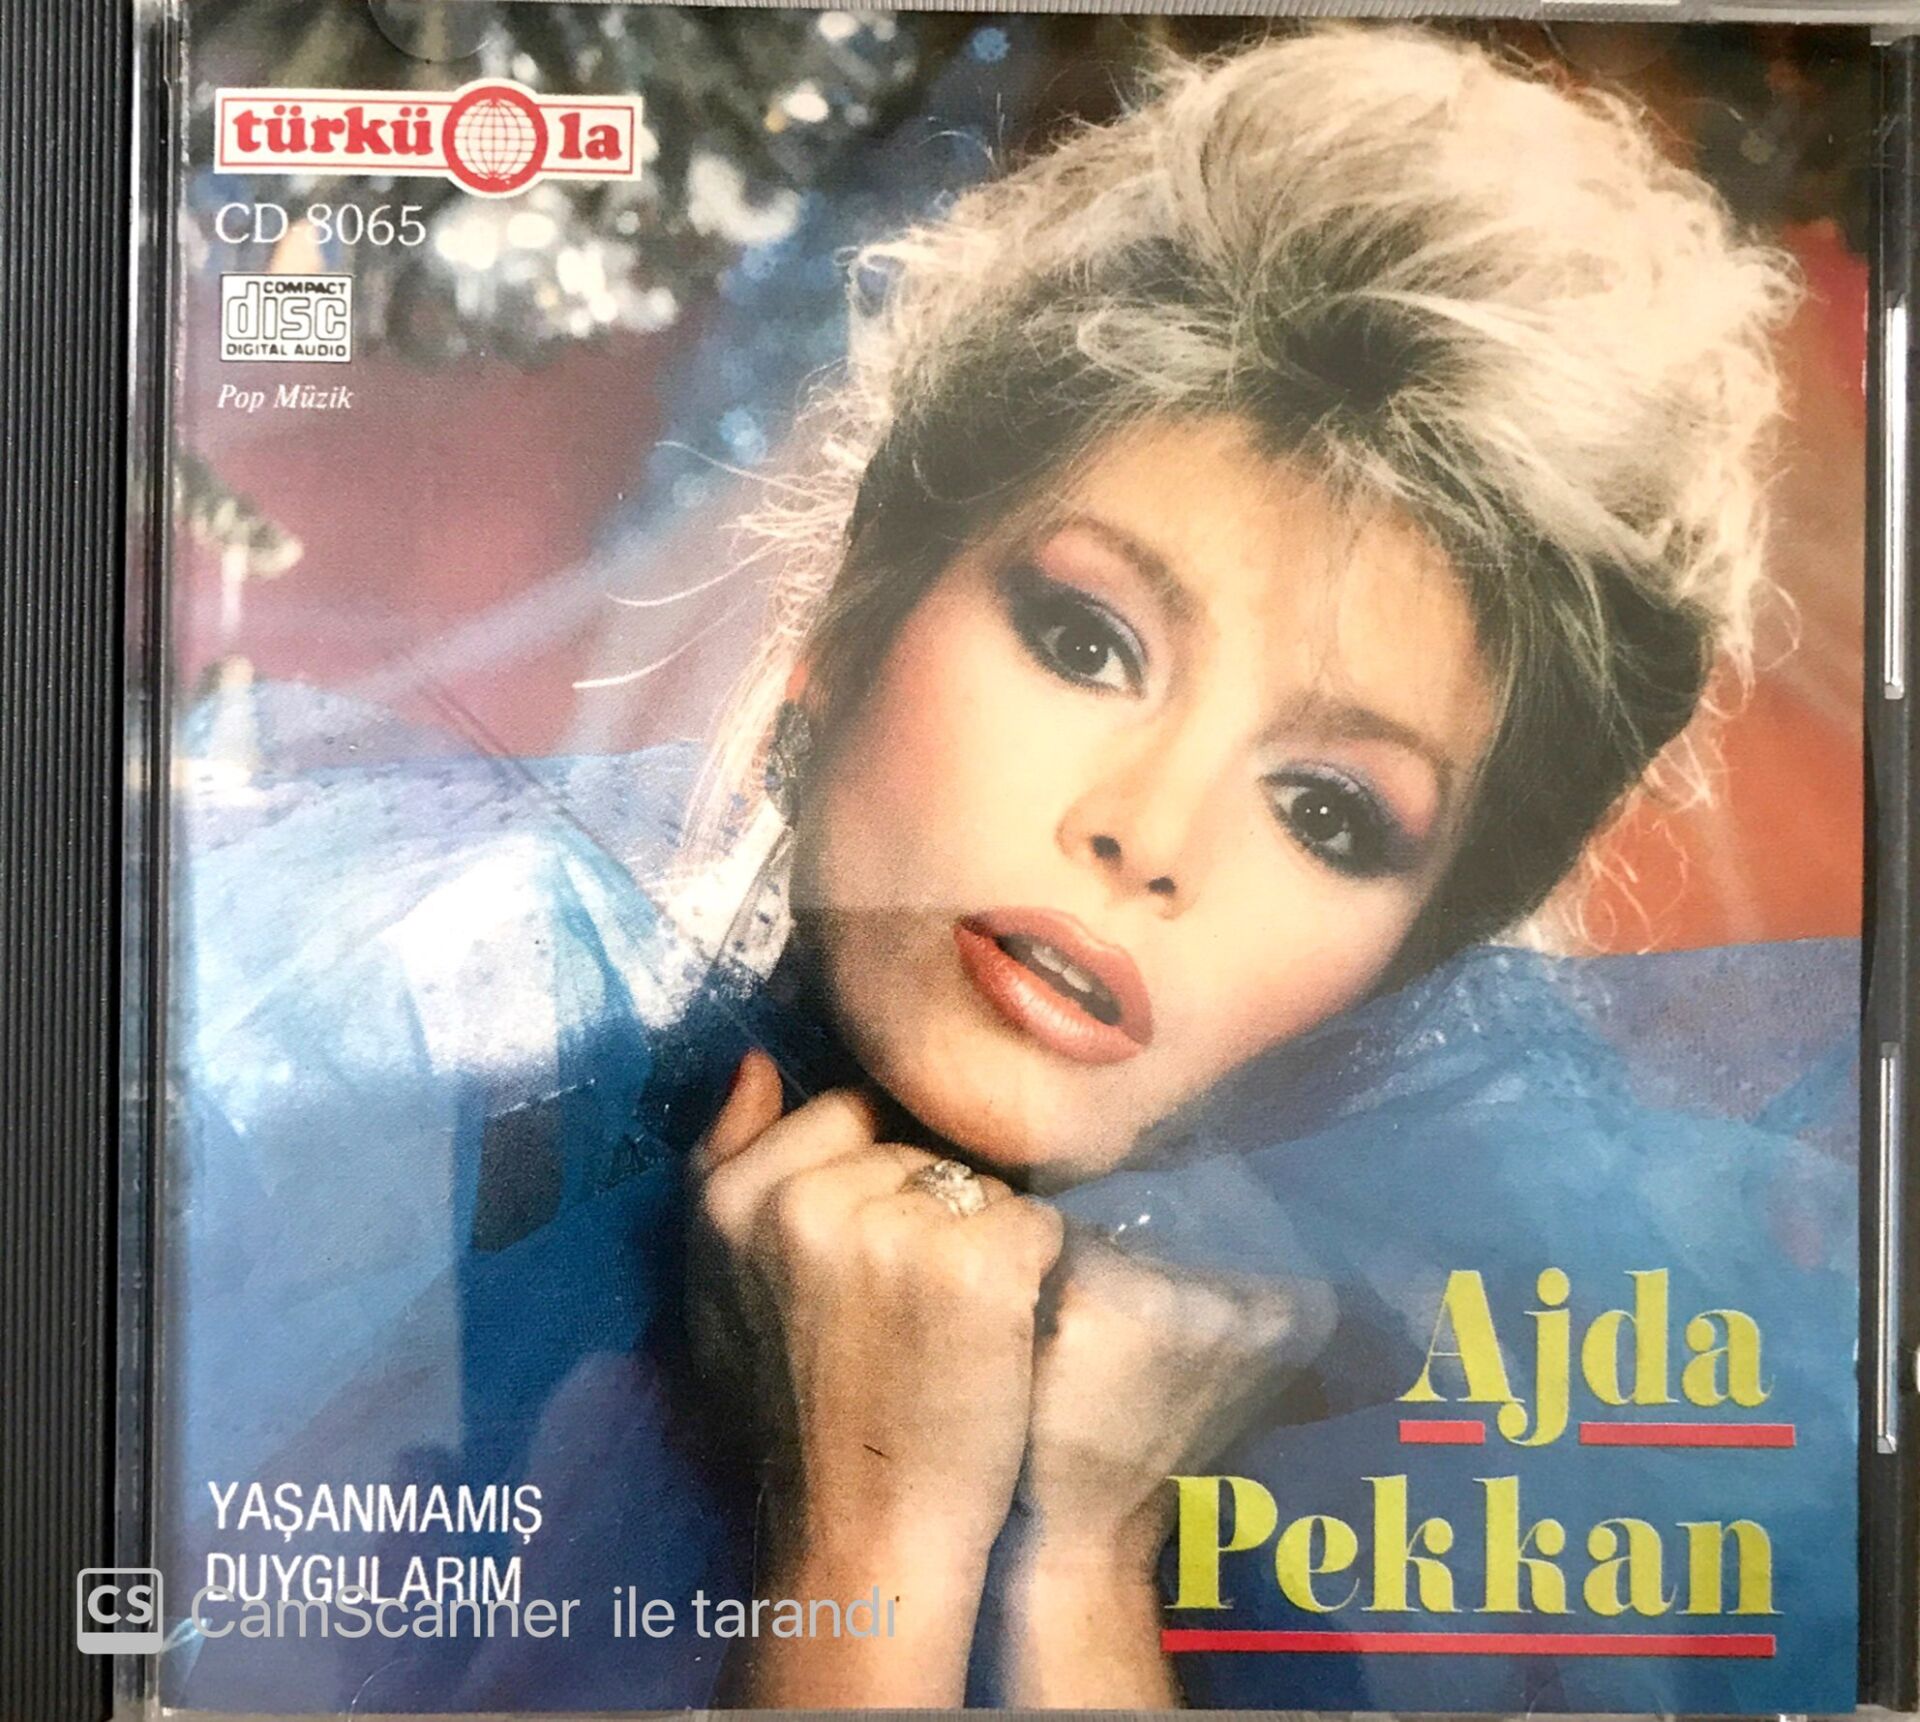 türkü la
CD 8065
COMPACT
disc
DIGITAL AUDIO
Pop Müzik
Ajda
Pekkan
YAŞANMAMIŞ
DUYGULARIM
CS CamScanner ile tarandı